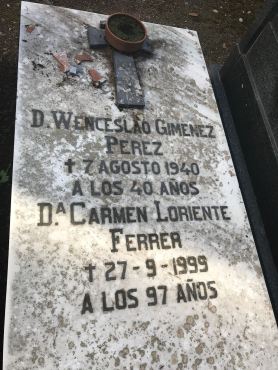 D. WENCESLAO GIMENEZ
PEREZ
✝ 7 AGOSTO 1940
A LOS 40 AÑOS
Dª CARMEN LORIENTE
FERRER
✝ 27-9-1999
A LOS 97 AÑOS